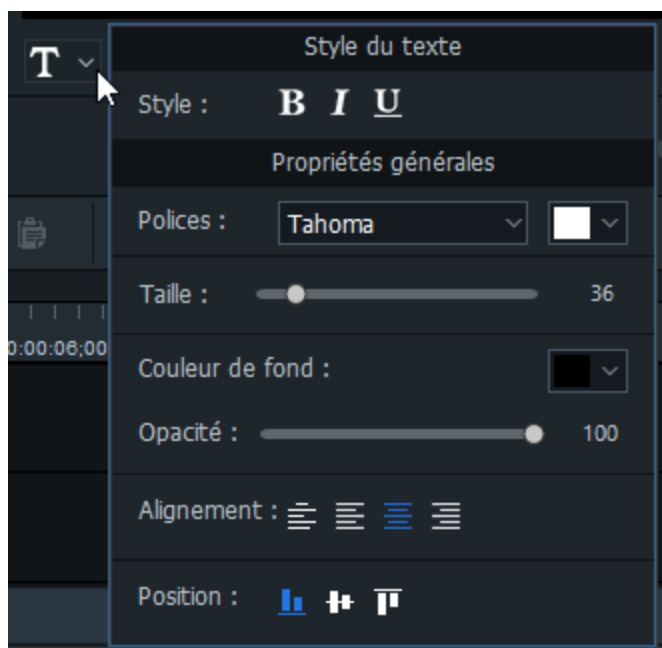 Style du texte
T
Style : B I U
Propriétés générales
Polices : Tahoma
Taille : 36
0:00:06;00
Couleur de fond :
Opacité : 100
Alignement :
Position :